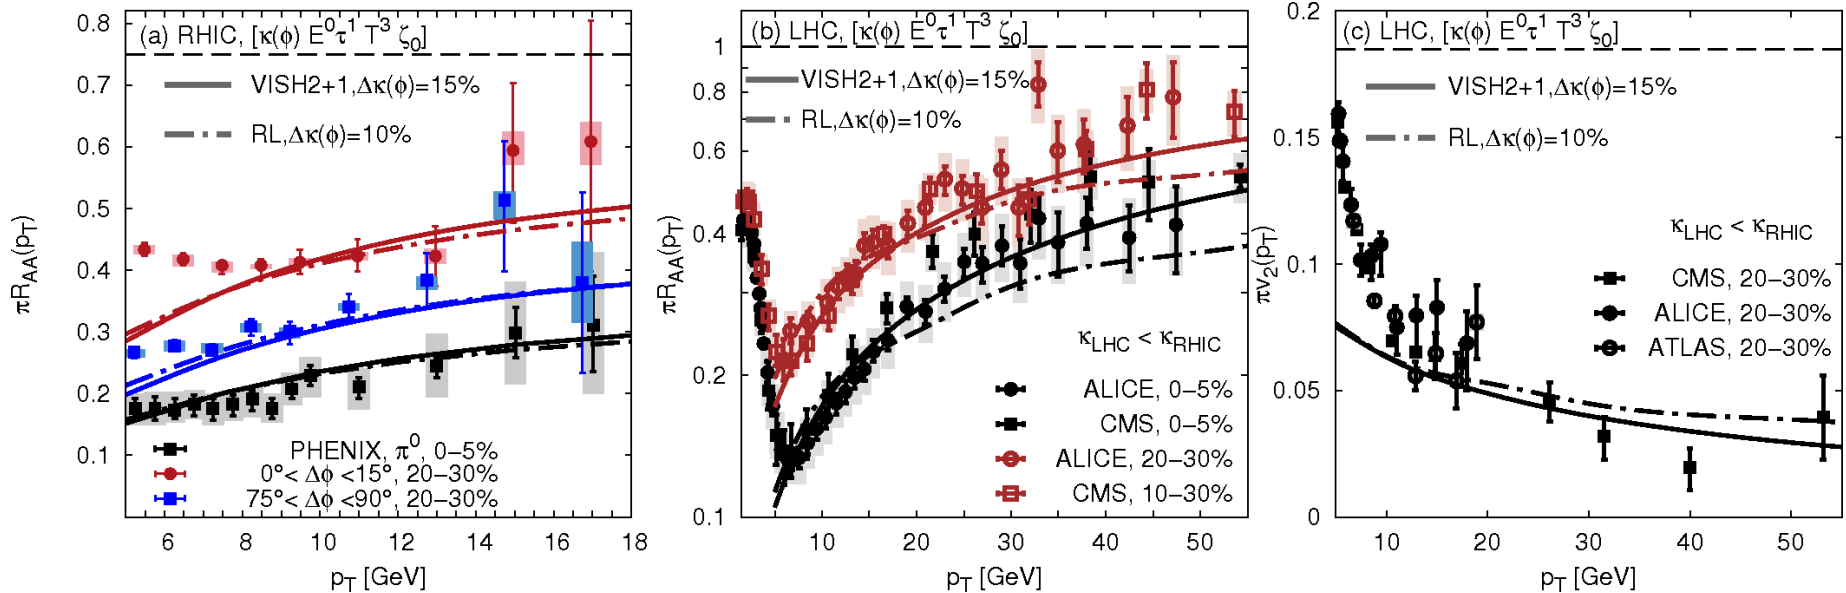 (a) RHIC, [κ(ϕ) E⁰τ¹ T³ ζ₀]
VISH2+1,Δκ(ϕ)=15%
RL,Δκ(ϕ)=10%
0.8
0.7
0.6
0.5
0.4
0.3
0.2
0.1
πR_AA(p_T)
PHENIX, π⁰, 0−5%
0°< Δϕ <15°, 20−30%
75°< Δϕ <90°, 20−30%
6 8 10 12 14 16 18
p_T [GeV]
(b) LHC, [κ(ϕ) E⁰τ¹ T³ ζ₀]
VISH2+1,Δκ(ϕ)=15%
RL,Δκ(ϕ)=10%
1
0.8
0.6
0.4
0.2
0.1
πR_AA(p_T)
κ_LHC < κ_RHIC
ALICE, 0−5%
CMS, 0−5%
ALICE, 20−30%
CMS, 10−30%
10 20 30 40 50
p_T [GeV]
(c) LHC, [κ(ϕ) E⁰τ¹ T³ ζ₀]
VISH2+1,Δκ(ϕ)=15%
RL,Δκ(ϕ)=10%
0.2
0.15
0.1
0.05
0
πv₂(p_T)
κ_LHC < κ_RHIC
CMS, 20−30%
ALICE, 20−30%
ATLAS, 20−30%
10 20 30 40 50
p_T [GeV]